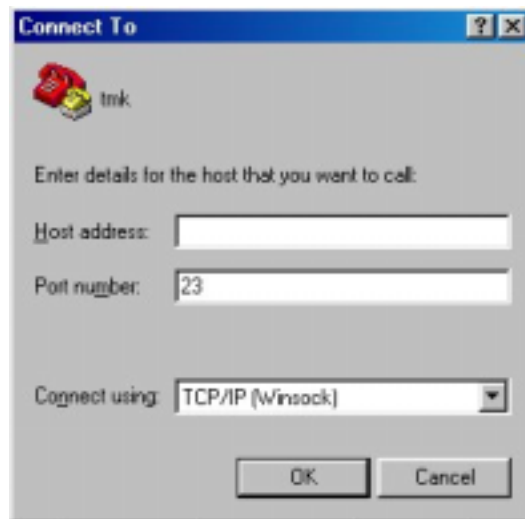 Connect To
tmk
Enter details for the host that you want to call:
Host address:
Port number: 23
Connect using: TCP/IP (Winsock)
OK Cancel